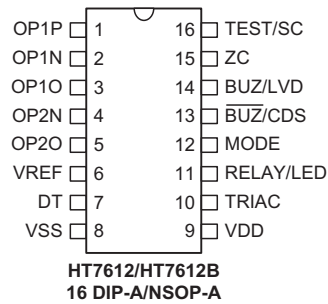 OP1P 1 16 TEST/SC
OP1N 2 15 ZC
OP1O 3 14 BUZ/LVD
OP2N 4 13 B̅U̅Z̅/CDS
OP2O 5 12 MODE
VREF 6 11 RELAY/LED
DT 7 10 TRIAC
VSS 8 9 VDD
HT7612/HT7612B
16 DIP-A/NSOP-A